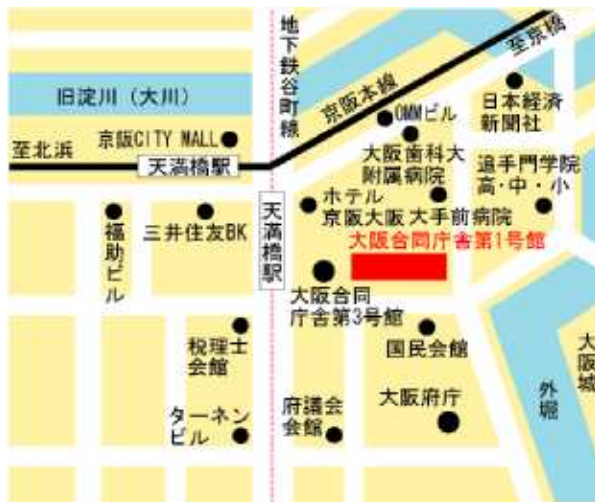 地下鉄谷町線
至京橋
旧淀川（大川）
京阪本線
日本経済
新聞社
OMMビル
京阪CITY MALL
至北浜
天満橋駅
大阪歯科大
附属病院
追手門学院
高・中・小
天満橋駅
ホテル
京阪大阪
大手前病院
福助ビル
三井住友BK
大阪合同庁舎第1号館
大阪合同
庁舎第3号館
税理士
会館
国民会館
大阪城
外堀
ターネン
ビル
府議会
会館
大阪府庁